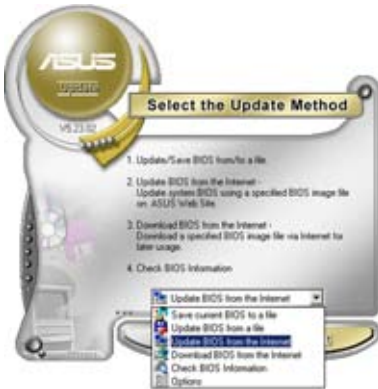 ASUS
Update
V5.23.02
Select the Update Method
1. Update/Save BIOS from/to a file.
2. Update BIOS from the Internet -
Update system BIOS using a specified BIOS image file
on ASUS Web Site.
3. Download BIOS from the Internet -
Download a specified BIOS image file via Internet for
later usage.
4. Check BIOS Information
Update BIOS from the Internet
Save current BIOS to a file
Update BIOS from a file
Update BIOS from the Internet
Download BIOS from the Internet
Check BIOS Information
Options